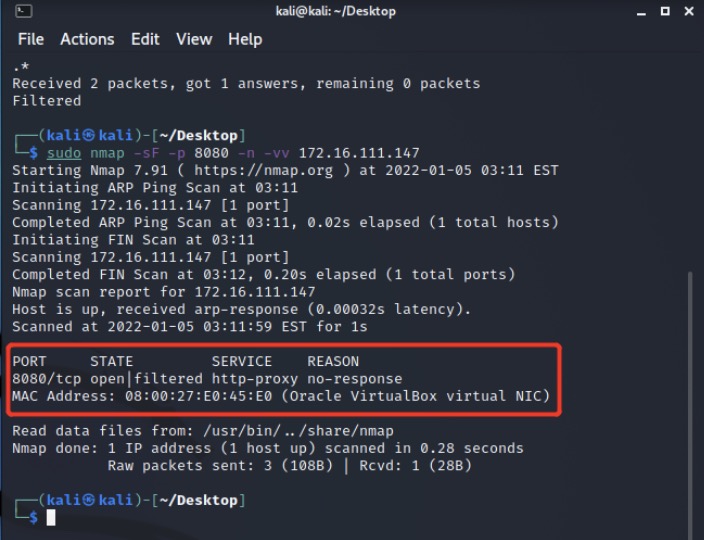 kali@kali: ~/Desktop
File Actions Edit View Help
.*
Received 2 packets, got 1 answers, remaining 0 packets
Filtered
┌──(kali㉿kali)-[~/Desktop]
└─$ sudo nmap -sF -p 8080 -n -vv 172.16.111.147
Starting Nmap 7.91 ( https://nmap.org ) at 2022-01-05 03:11 EST
Initiating ARP Ping Scan at 03:11
Scanning 172.16.111.147 [1 port]
Completed ARP Ping Scan at 03:11, 0.02s elapsed (1 total hosts)
Initiating FIN Scan at 03:11
Scanning 172.16.111.147 [1 port]
Completed FIN Scan at 03:12, 0.20s elapsed (1 total ports)
Nmap scan report for 172.16.111.147
Host is up, received arp-response (0.00032s latency).
Scanned at 2022-01-05 03:11:59 EST for 1s
PORT     STATE         SERVICE    REASON
8080/tcp open|filtered http-proxy no-response
MAC Address: 08:00:27:E0:45:E0 (Oracle VirtualBox virtual NIC)
Read data files from: /usr/bin/../share/nmap
Nmap done: 1 IP address (1 host up) scanned in 0.28 seconds
           Raw packets sent: 3 (108B) | Rcvd: 1 (28B)
┌──(kali㉿kali)-[~/Desktop]
└─$